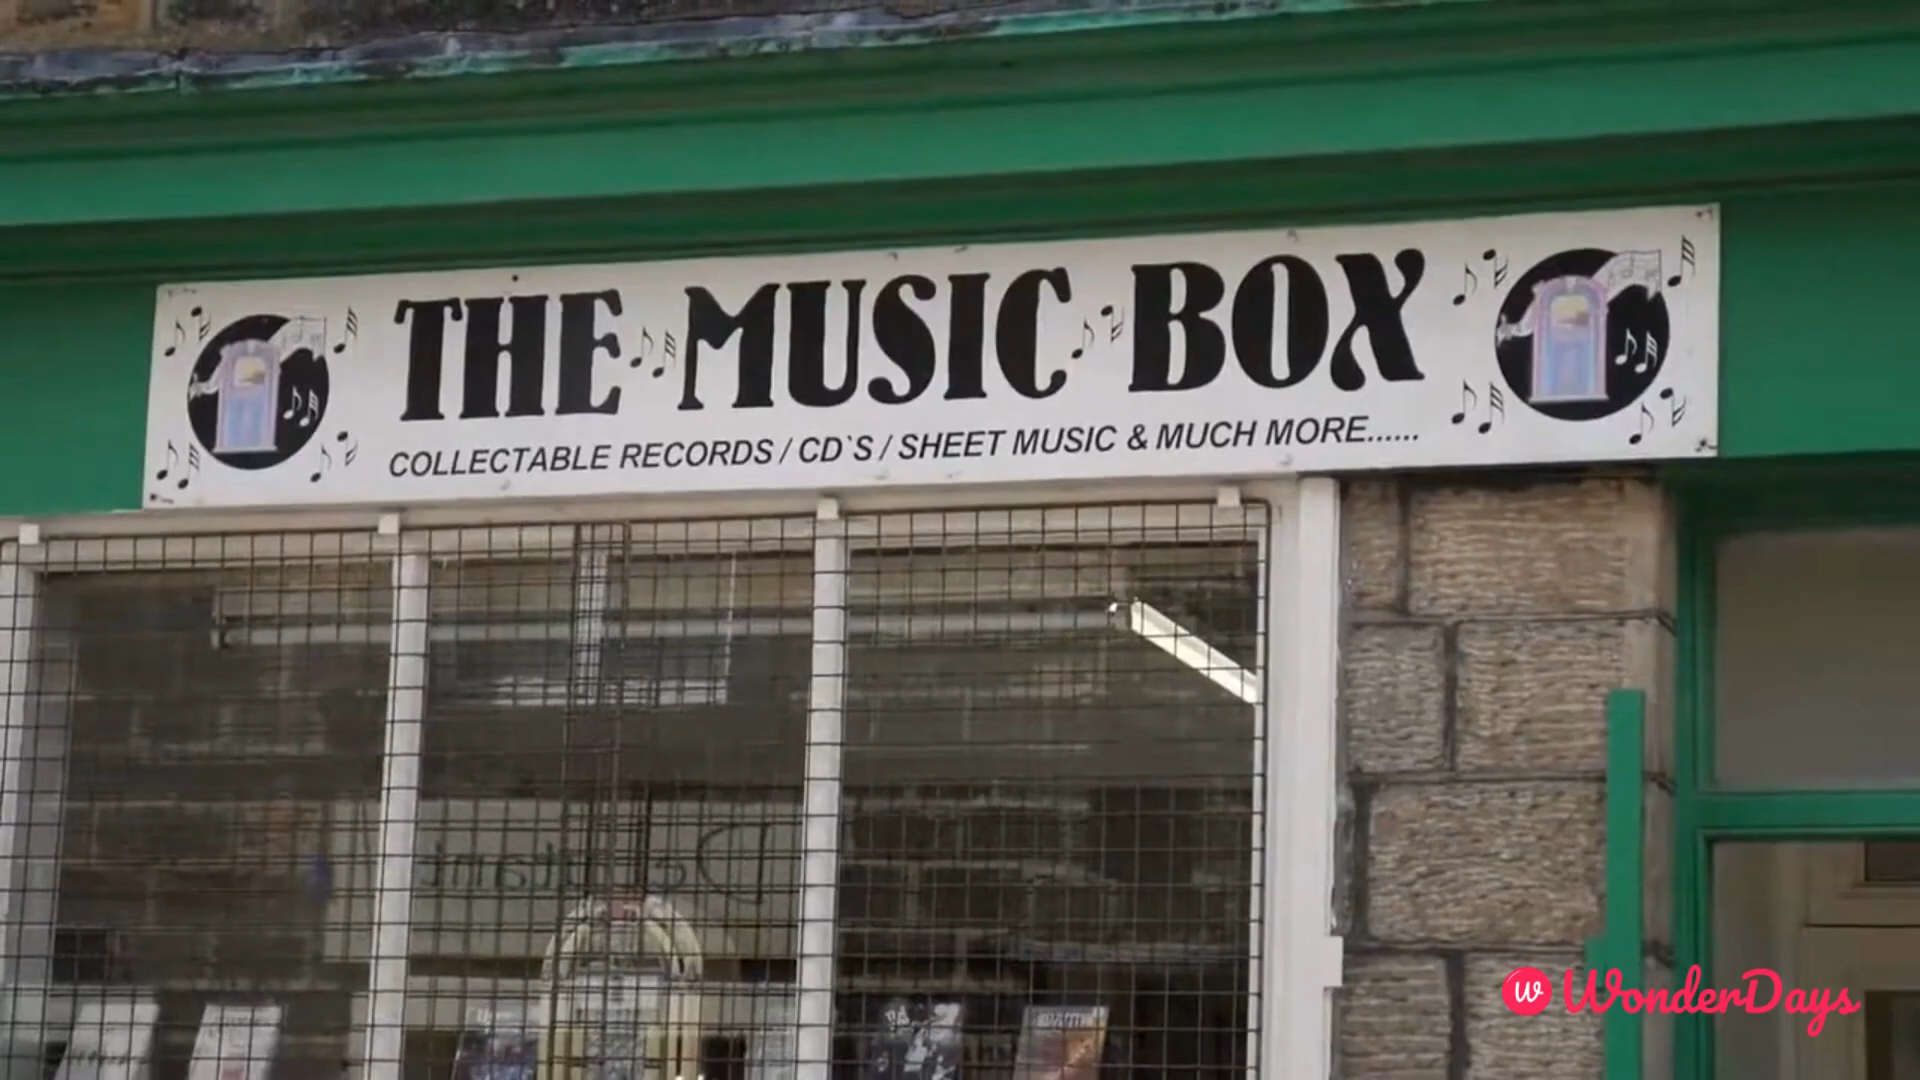 THE MUSIC BOX
COLLECTABLE RECORDS / CD`S / SHEET MUSIC & MUCH MORE......
W WonderDays